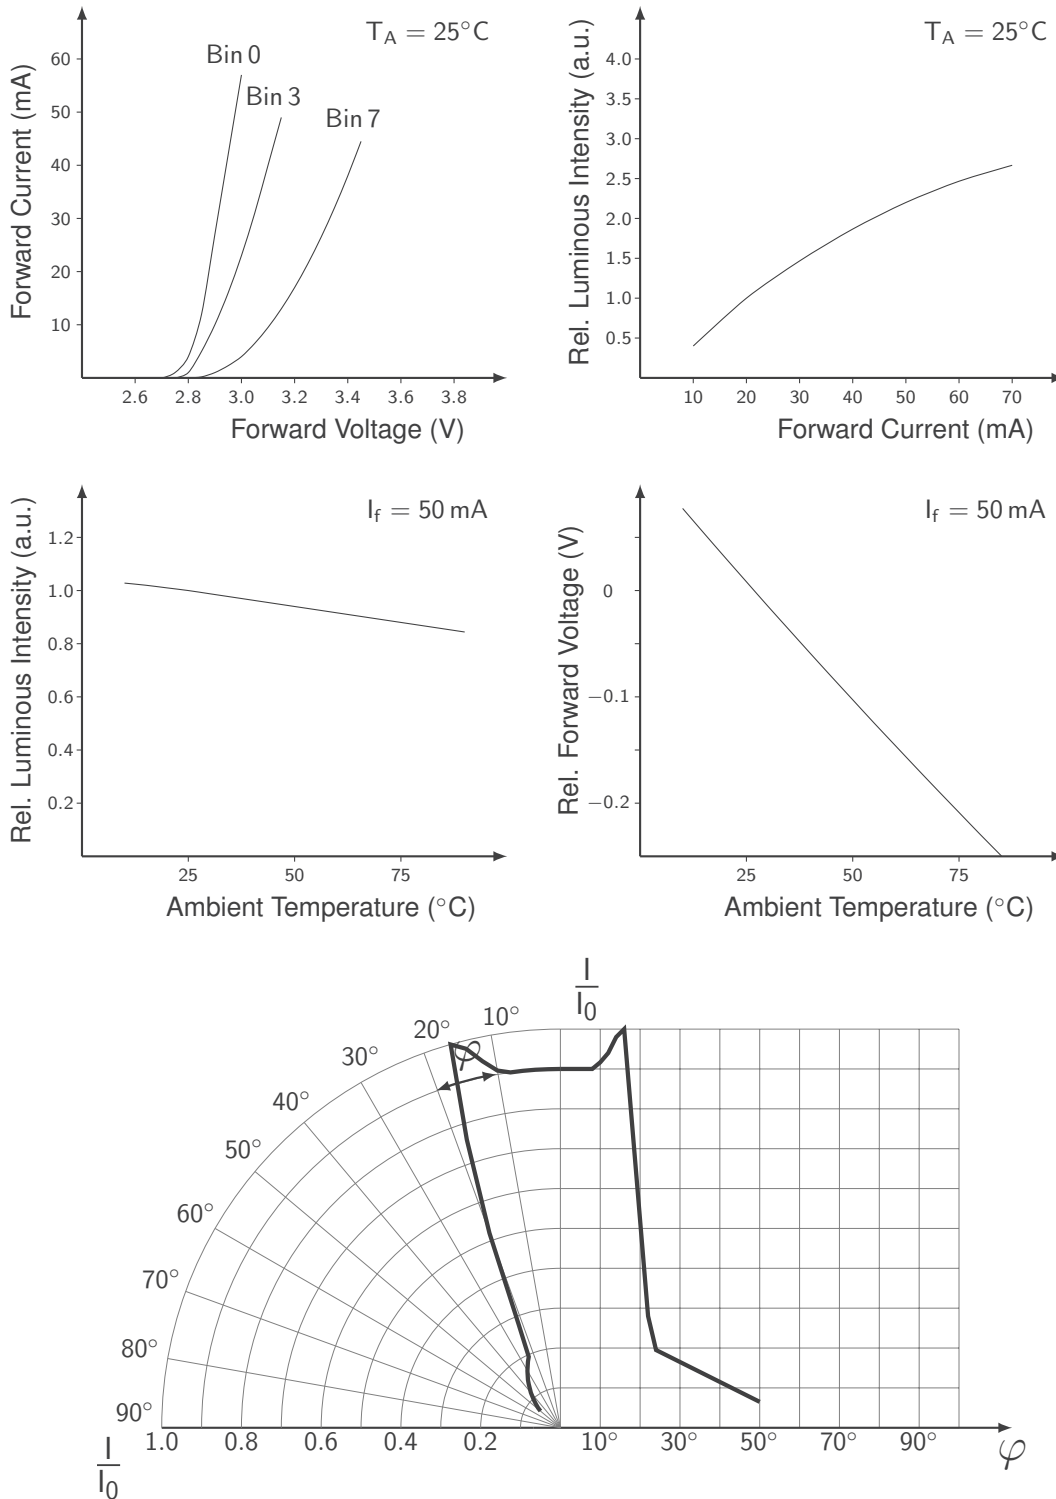 T_A = 25°C
Bin 0
Bin 3
Bin 7
60
50
40
30
20
10
Forward Current (mA)
2.6 2.8 3.0 3.2 3.4 3.6 3.8
Forward Voltage (V)
T_A = 25°C
4.0
3.5
3.0
2.5
2.0
1.5
1.0
0.5
Rel. Luminous Intensity (a.u.)
10 20 30 40 50 60 70
Forward Current (mA)
I_f = 50 mA
1.2
1.0
0.8
0.6
0.4
0.2
Rel. Luminous Intensity (a.u.)
25 50 75
Ambient Temperature (°C)
I_f = 50 mA
0
−0.1
−0.2
Rel. Forward Voltage (V)
25 50 75
Ambient Temperature (°C)
I
I_0
10°
20°
φ
30°
40°
50°
60°
70°
80°
90°
1.0 0.8 0.6 0.4 0.2 10° 30° 50° 70° 90° φ
I
I_0